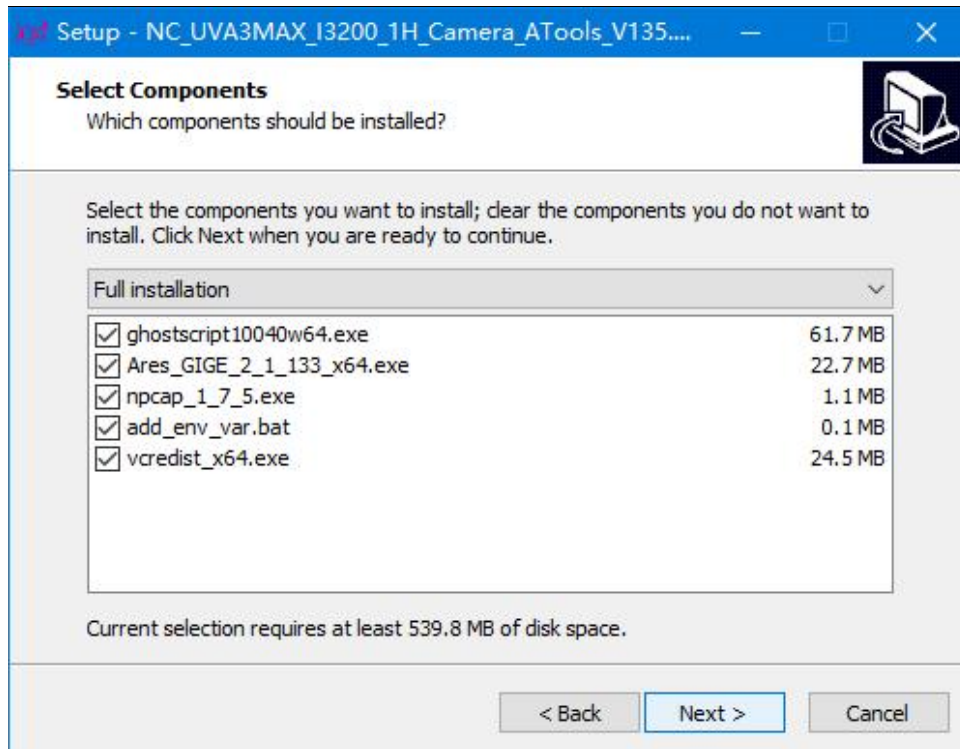 Setup - NC_UVA3MAX_I3200_1H_Camera_ATools_V135....
Select Components
Which components should be installed?
Select the components you want to install; clear the components you do not want to
install. Click Next when you are ready to continue.
Full installation
ghostscript10040w64.exe 61.7 MB
Ares_GIGE_2_1_133_x64.exe 22.7 MB
npcap_1_7_5.exe 1.1 MB
add_env_var.bat 0.1 MB
vcredist_x64.exe 24.5 MB
Current selection requires at least 539.8 MB of disk space.
< Back Next > Cancel